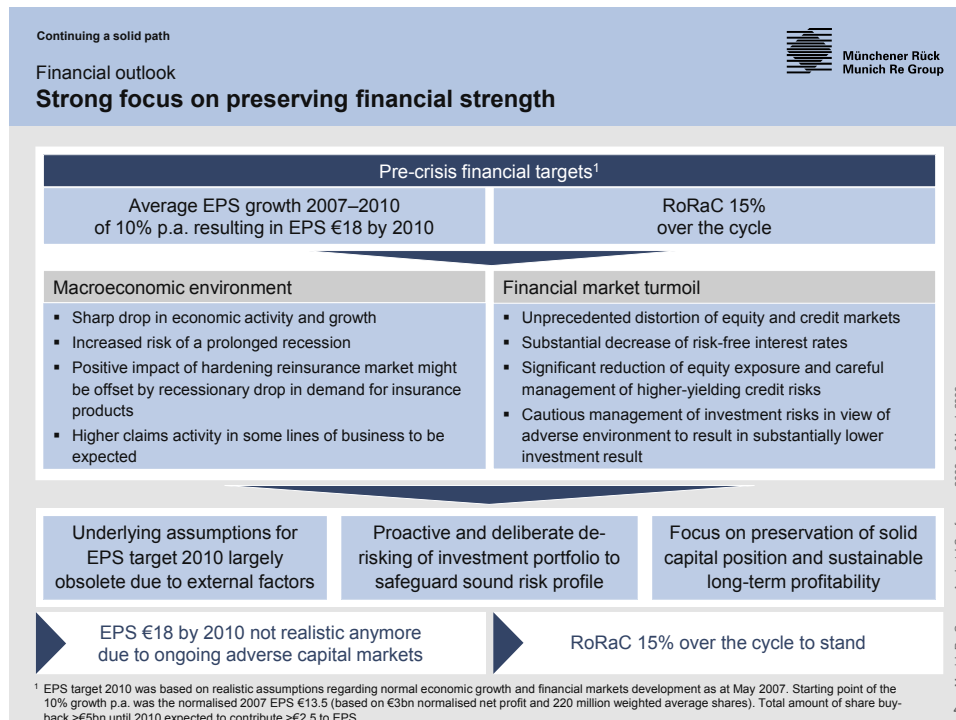 Continuing a solid path
Financial outlook
Strong focus on preserving financial strength
Münchener Rück
Munich Re Group
Pre-crisis financial targets¹
Average EPS growth 2007–2010
of 10% p.a. resulting in EPS €18 by 2010
RoRaC 15%
over the cycle
Macroeconomic environment
▪ Sharp drop in economic activity and growth
▪ Increased risk of a prolonged recession
▪ Positive impact of hardening reinsurance market might
be offset by recessionary drop in demand for insurance
products
▪ Higher claims activity in some lines of business to be
expected
Financial market turmoil
▪ Unprecedented distortion of equity and credit markets
▪ Substantial decrease of risk-free interest rates
▪ Significant reduction of equity exposure and careful
management of higher-yielding credit risks
▪ Cautious management of investment risks in view of
adverse environment to result in substantially lower
investment result
Underlying assumptions for
EPS target 2010 largely
obsolete due to external factors
Proactive and deliberate de-
risking of investment portfolio to
safeguard sound risk profile
Focus on preservation of solid
capital position and sustainable
long-term profitability
EPS €18 by 2010 not realistic anymore
due to ongoing adverse capital markets
RoRaC 15% over the cycle to stand
¹ EPS target 2010 was based on realistic assumptions regarding normal economic growth and financial markets development as at May 2007. Starting point of the
10% growth p.a. was the normalised 2007 EPS €13.5 (based on €3bn normalised net profit and 220 million weighted average shares). Total amount of share buy-
back >€5bn until 2010 expected to contribute >€2.5 to EPS